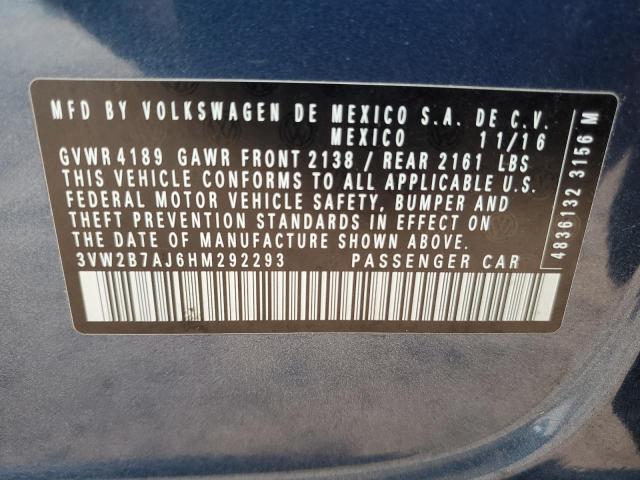 MFD BY VOLKSWAGEN DE MEXICO S.A. DE C.V.
MEXICO 11/16
GVWR 4189 GAWR FRONT 2138 / REAR 2161 LBS
THIS VEHICLE CONFORMS TO ALL APPLICABLE U.S.
FEDERAL MOTOR VEHICLE SAFETY, BUMPER AND
THEFT PREVENTION STANDARDS IN EFFECT ON
THE DATE OF MANUFACTURE SHOWN ABOVE.
3VW2B7AJ6HM292293 PASSENGER CAR
4836132 3156 M